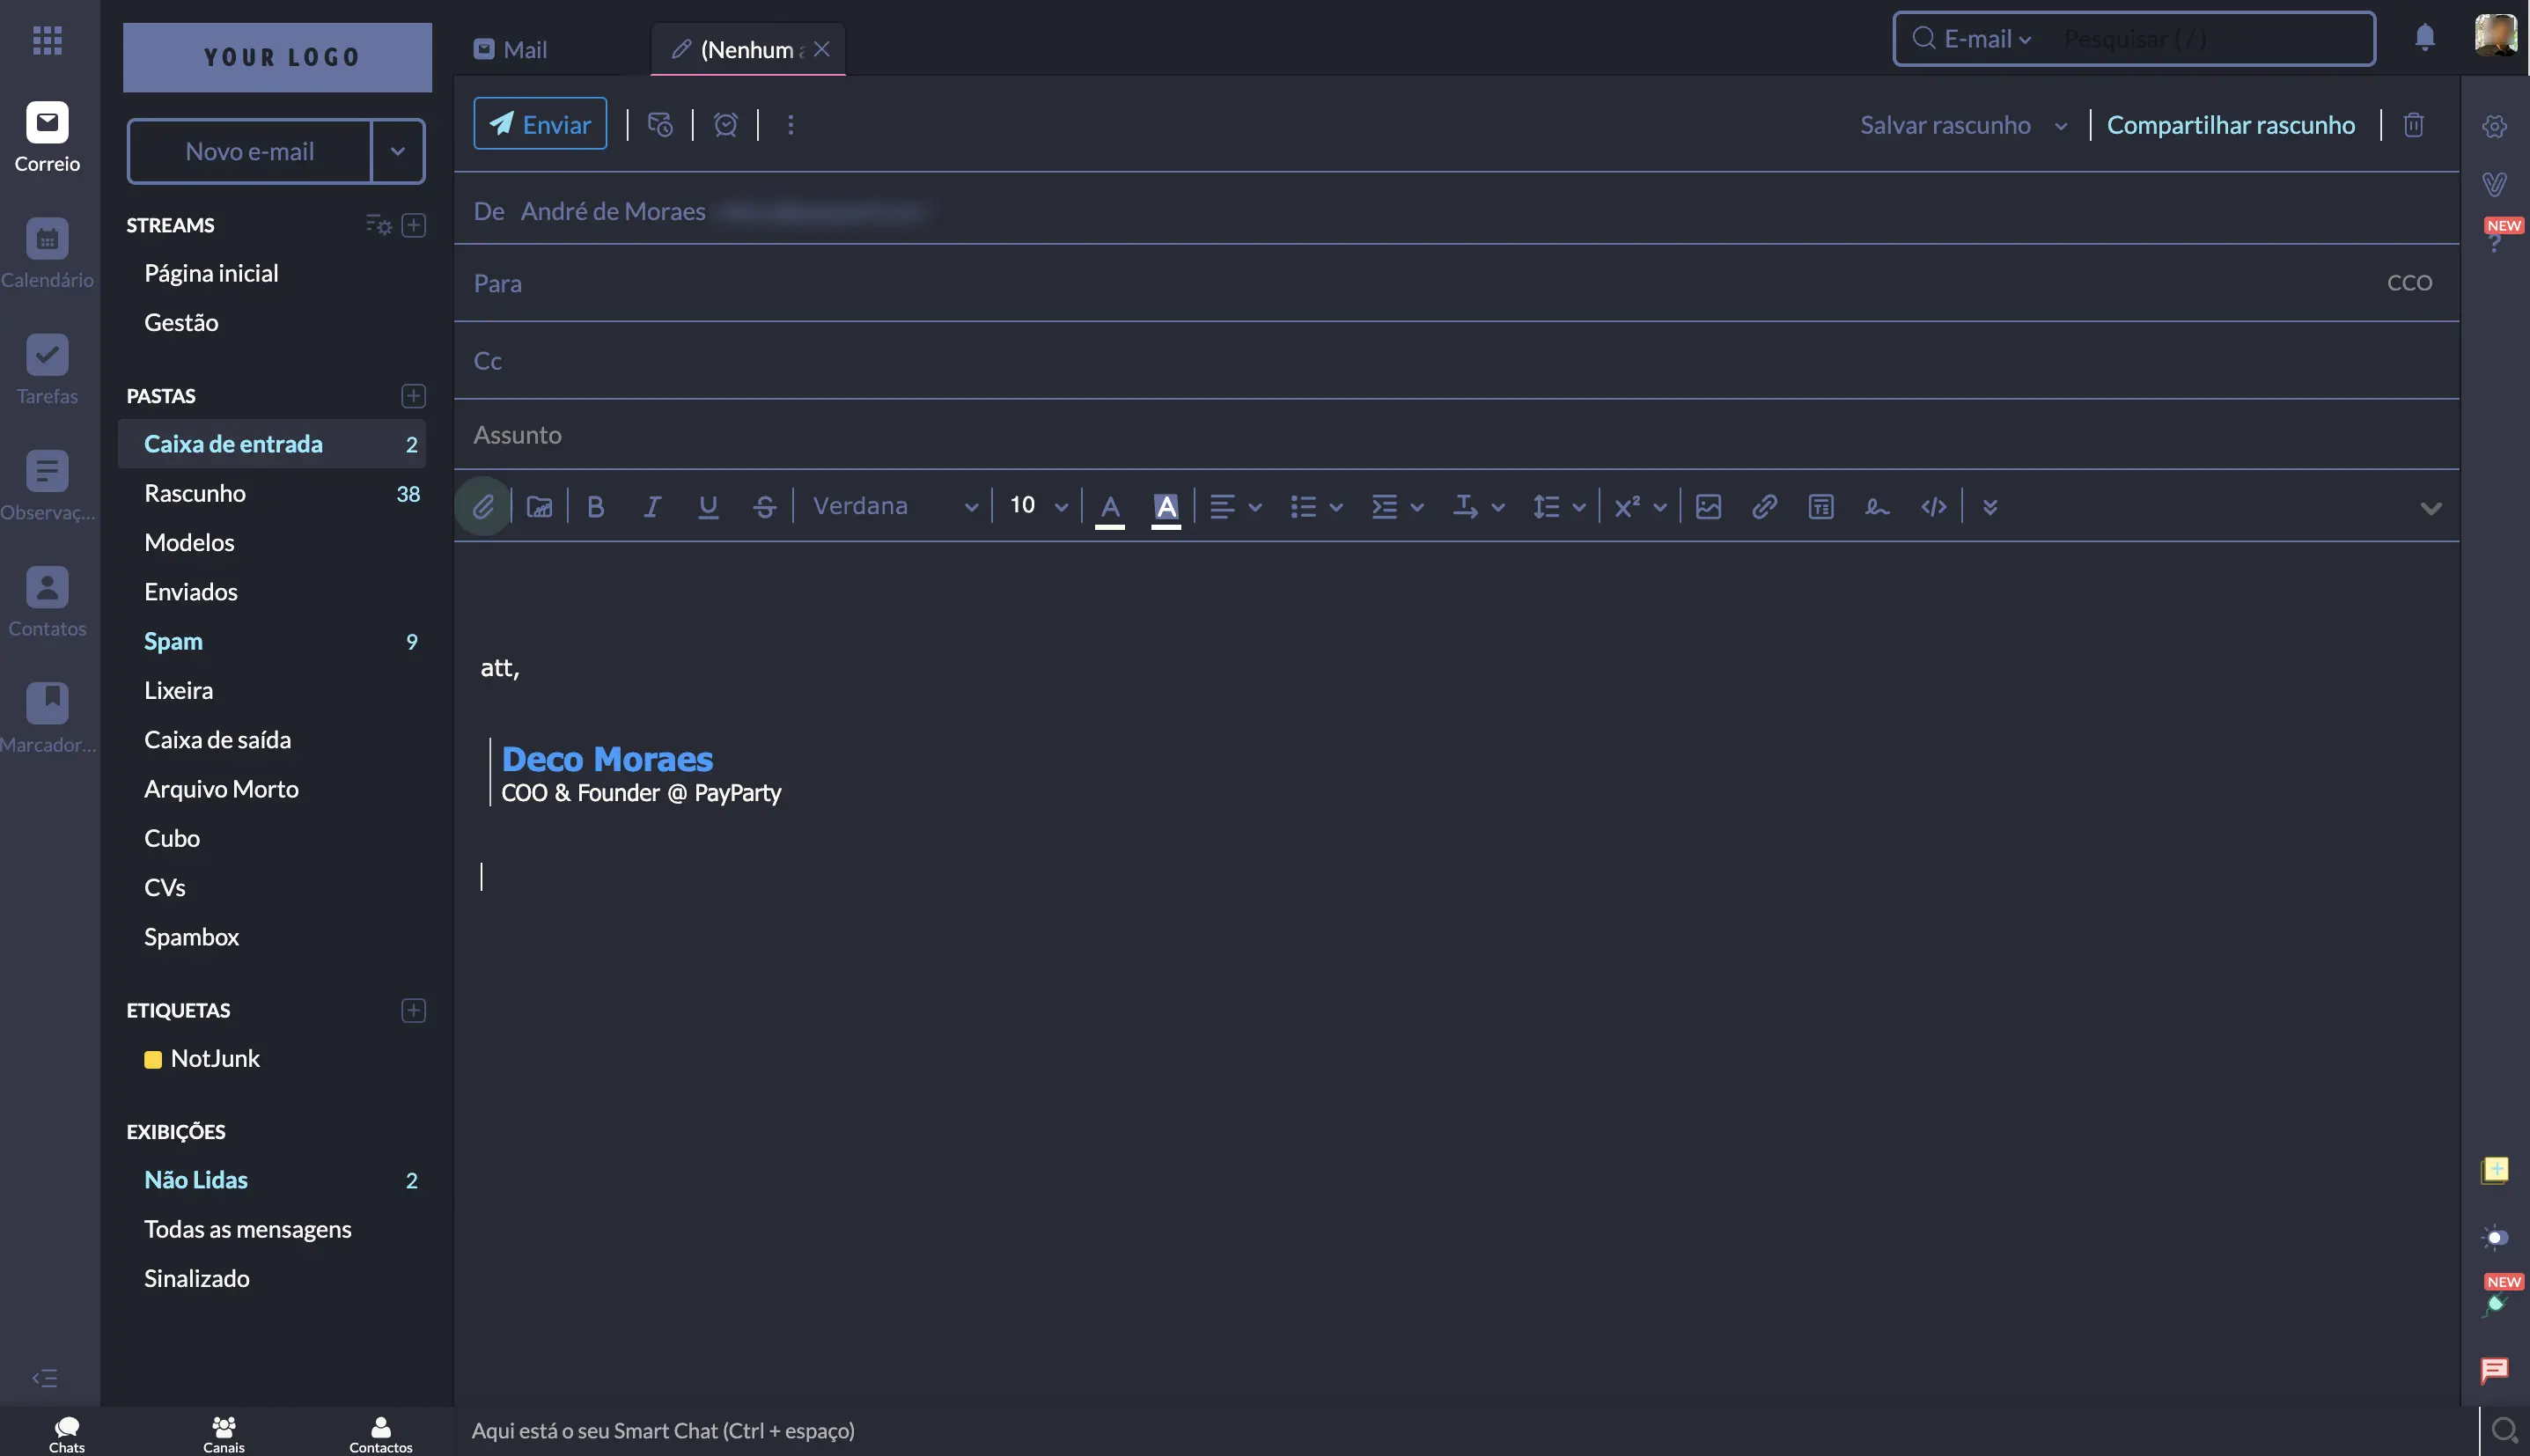 YOUR LOGO
Mail
(Nenhum
E-mail
Pesquisar ( / )
Correio
Calendário
Tarefas
Observaç...
Contatos
Marcador...
Novo e-mail
STREAMS
Página inicial
Gestão
PASTAS
Caixa de entrada 2
Rascunho 38
Modelos
Enviados
Spam 9
Lixeira
Caixa de saída
Arquivo Morto
Cubo
CVs
Spambox
ETIQUETAS
NotJunk
EXIBIÇÕES
Não Lidas 2
Todas as mensagens
Sinalizado
Enviar
Salvar rascunho
Compartilhar rascunho
De André de Moraes
Para
CCO
Cc
Assunto
B I U S Verdana 10 A A
att,
Deco Moraes
COO & Founder @ PayParty
NEW
?
NEW
Chats
Canais
Contactos
Aqui está o seu Smart Chat (Ctrl + espaço)